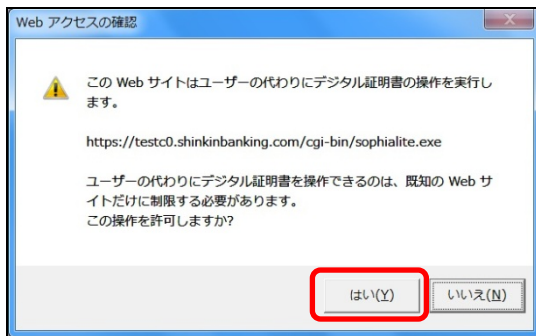 Web アクセスの確認
この Web サイトはユーザーの代わりにデジタル証明書の操作を実行し
ます。
https://testc0.shinkinbanking.com/cgi-bin/sophialite.exe
ユーザーの代わりにデジタル証明書を操作できるのは、既知の Web サ
イトだけに制限する必要があります。
この操作を許可しますか?
はい(Y) いいえ(N)